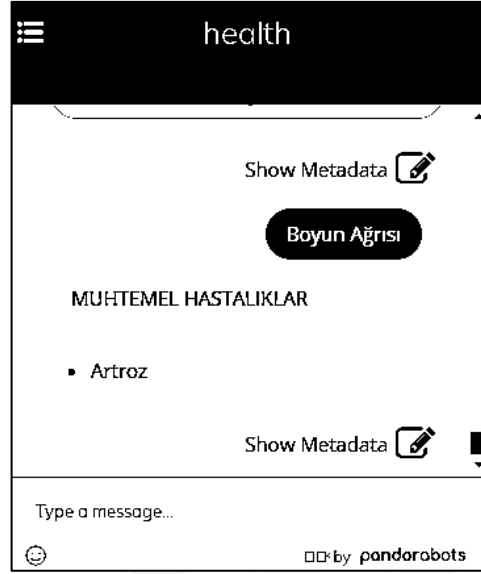 health
Show Metadata
Boyun Ağrısı
MUHTEMEL HASTALIKLAR
• Artroz
Show Metadata
Type a message...
by pandorabots